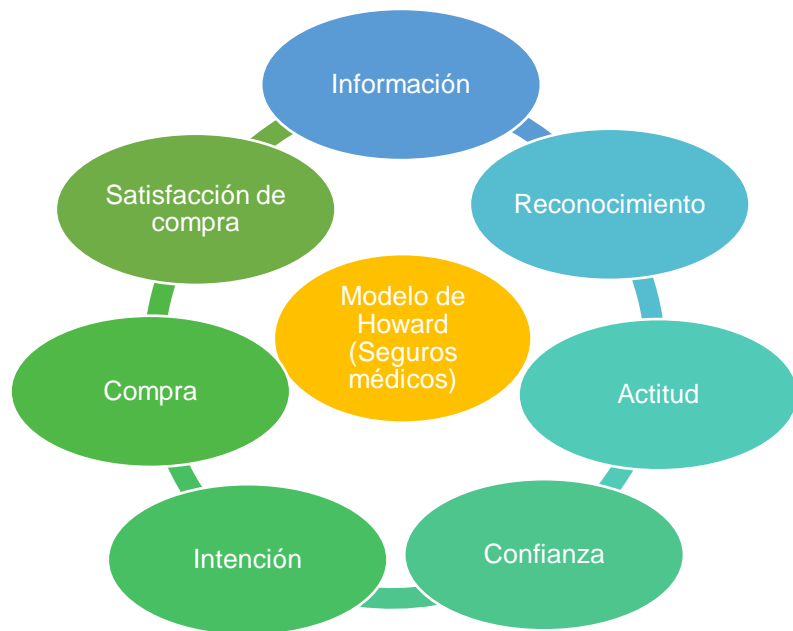 Información
Reconocimiento
Actitud
Confianza
Intención
Compra
Satisfacción de
compra
Modelo de
Howard
(Seguros
médicos)